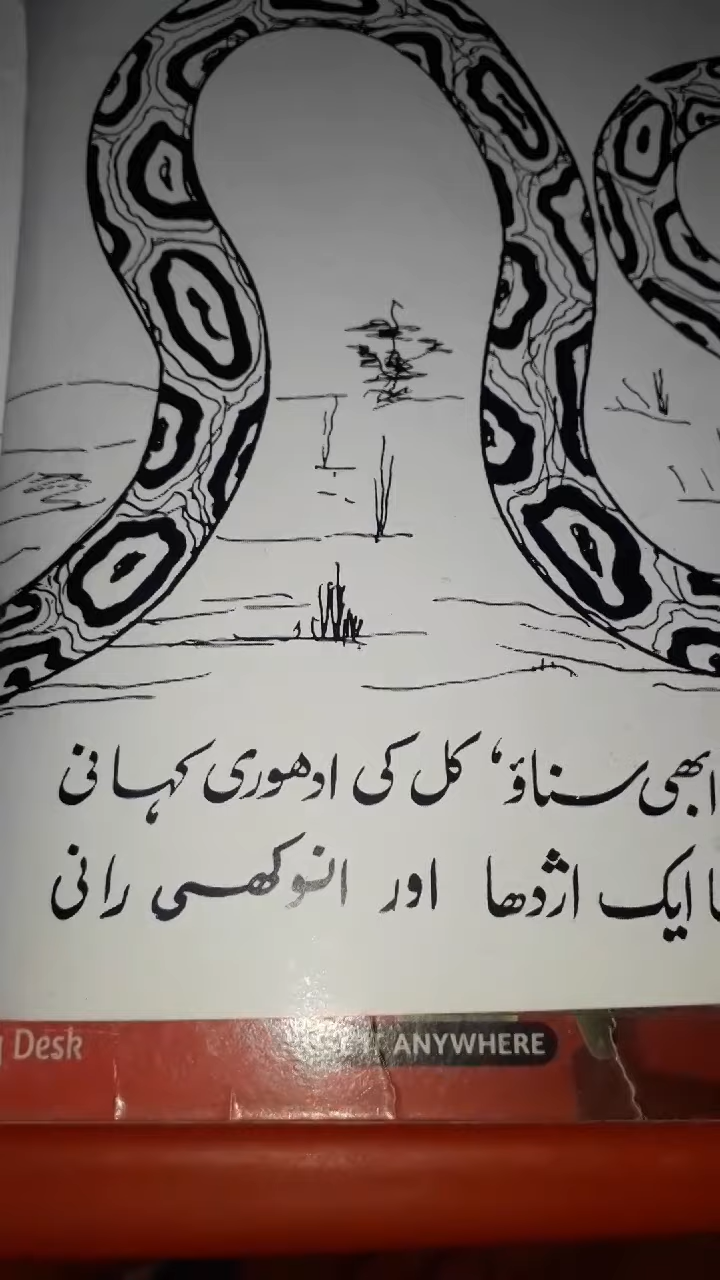 ابھی سناؤ، کل کی ادھوری کہانی
ایک اژدھا اور انوکھی رانی
Desk
ANYWHERE